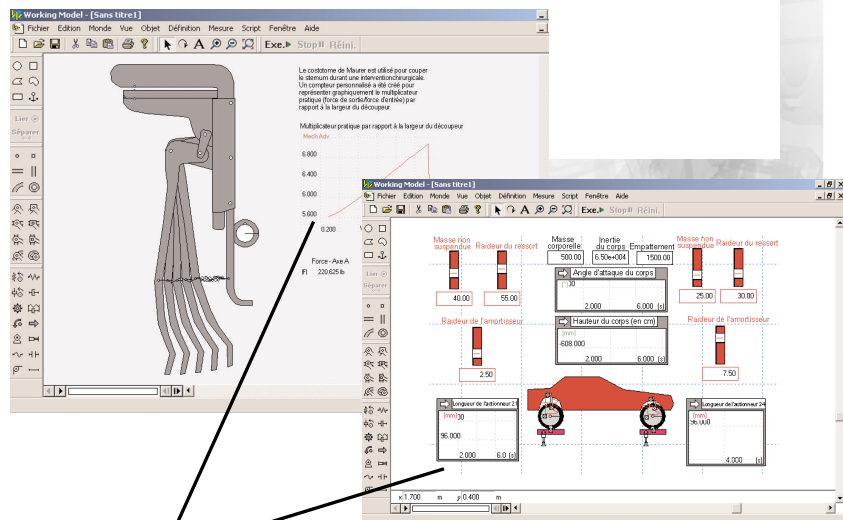 Working Model - [Sans titre1]
Fichier Edition Monde Vue Objet Définition Mesure Script Fenêtre Aide
A Exe. Stop Réini.
Lier
Séparer
Le costotome de Maurer est utilisé pour couper
le sternum durant une interventionchirurgicale.
Un compteur personnalisé a été créé pour
représenter graphiquement le multiplicateur
pratique (force de sortie/force d'entrée) par
rapport à la largeur du découpeur.
Multiplicateur pratique par rapport à la largeur du découpeur
Mech Adv
6.800
6.400
6.000
5.600
0.200
Force - Axe A
|F| 220.625 lb
Working Model - [Sans titre1]
Fichier Edition Monde Vue Objet Définition Mesure Script Fenêtre Aide
A Exe. Stop Réini.
Lier
Séparer
Masse non suspendue
40.00
Raideur du ressort
55.00
Masse corporelle
500.00
Inertie du corps
6.50e+004
Empattement
1500.00
Masse non suspendue
25.00
Raideur du ressort
30.00
Angle d'attaque du corps
(°)30
2.000 6.000 (s)
Raideur de l'amortisseur
2.50
Hauteur du corps (en cm)
(mm)
-608.000
2.000 6.000 (s)
Raideur de l'amortisseur
7.50
Longueur de l'actionneur 21
(mm)30
96.000
2.000 6.0 (s)
Longueur de l'actionneur 24
(mm)
96.000
4.000 (s)
x 1.700 m y 0.400 m